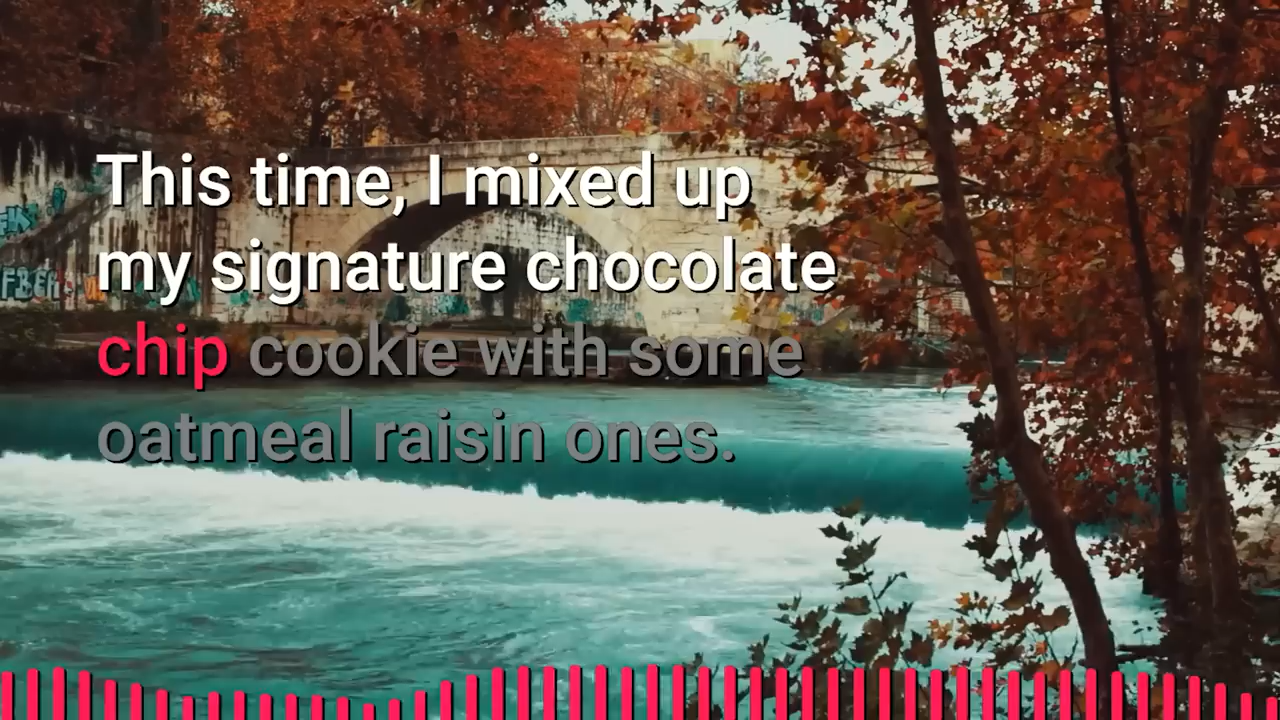 This time, I mixed up
my signature chocolate
chip cookie with some
oatmeal raisin ones.